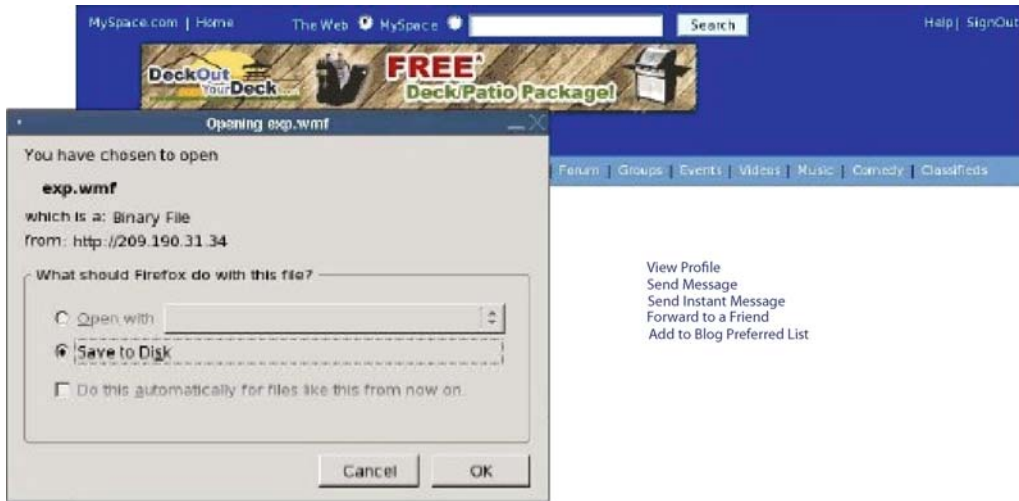 MySpace.com | Home
The Web MySpace
Search
Help | SignOut
DeckOut
YourDeck
FREE*
Deck/Patio Package!
Forum | Groups | Events | Videos | Music | Comedy | Classifieds
Opening exp.wmf
You have chosen to open
exp.wmf
which is a: Binary File
from: http://209.190.31.34
What should Firefox do with this file?
Open with
Save to Disk
Do this automatically for files like this from now on.
Cancel
OK
View Profile
Send Message
Send Instant Message
Forward to a Friend
Add to Blog Preferred List